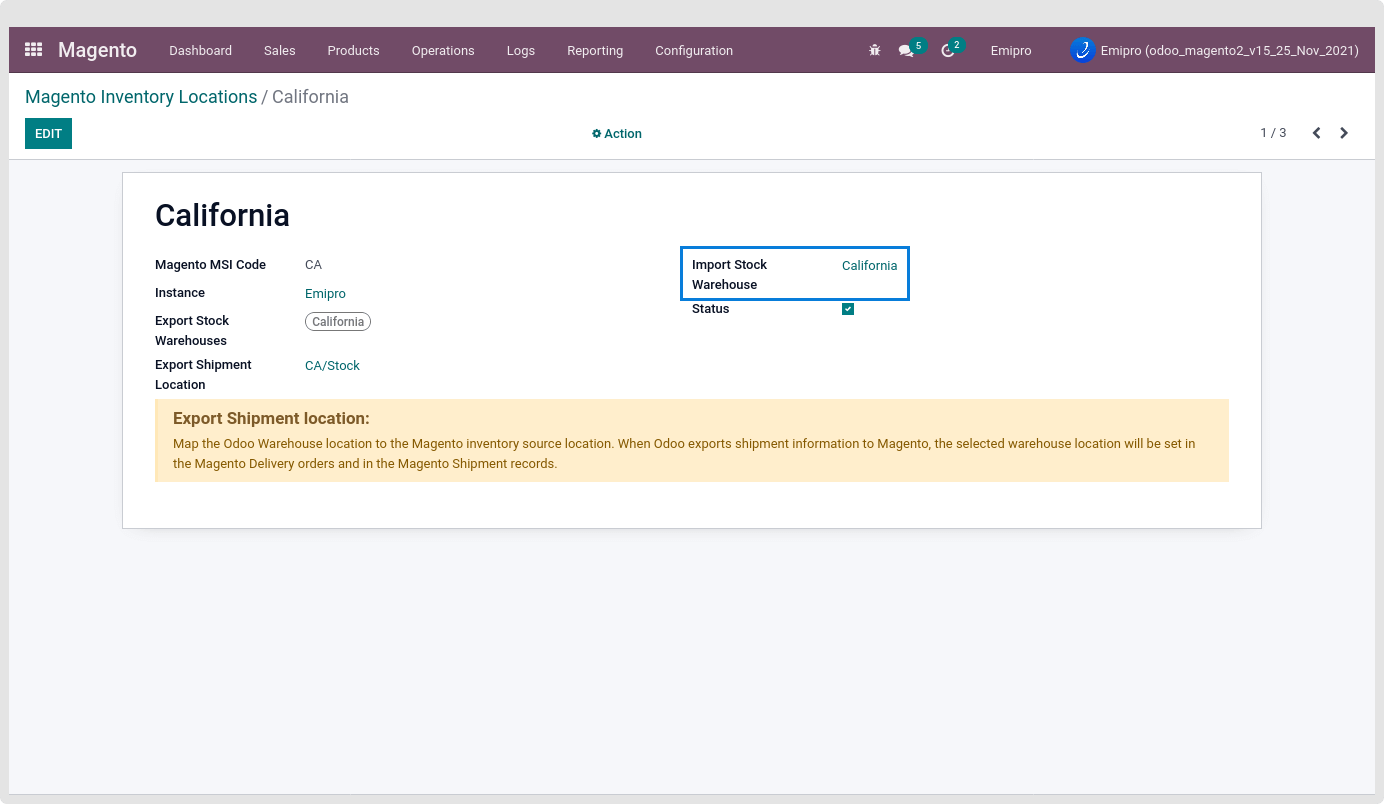 Magento Dashboard Sales Products Operations Logs Reporting Configuration 5 2 Emipro Emipro (odoo_magento2_v15_25_Nov_2021)
Magento Inventory Locations / California
EDIT Action 1 / 3
California
Magento MSI Code CA
Instance Emipro
Export Stock Warehouses California
Export Shipment Location CA/Stock
Import Stock Warehouse California
Status
Export Shipment location:
Map the Odoo Warehouse location to the Magento inventory source location. When Odoo exports shipment information to Magento, the selected warehouse location will be set in
the Magento Delivery orders and in the Magento Shipment records.